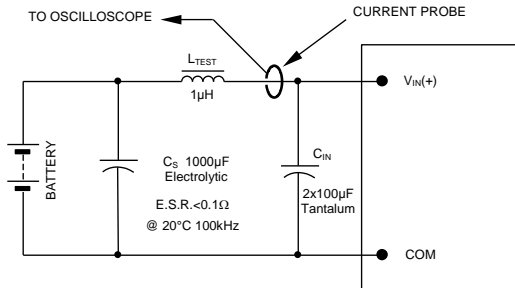 TO OSCILLOSCOPE
CURRENT PROBE
LTEST
1µH
VIN(+)
BATTERY
CS 1000µF
Electrolytic
E.S.R.<0.1Ω
@ 20°C 100kHz
CIN
2x100µF
Tantalum
COM